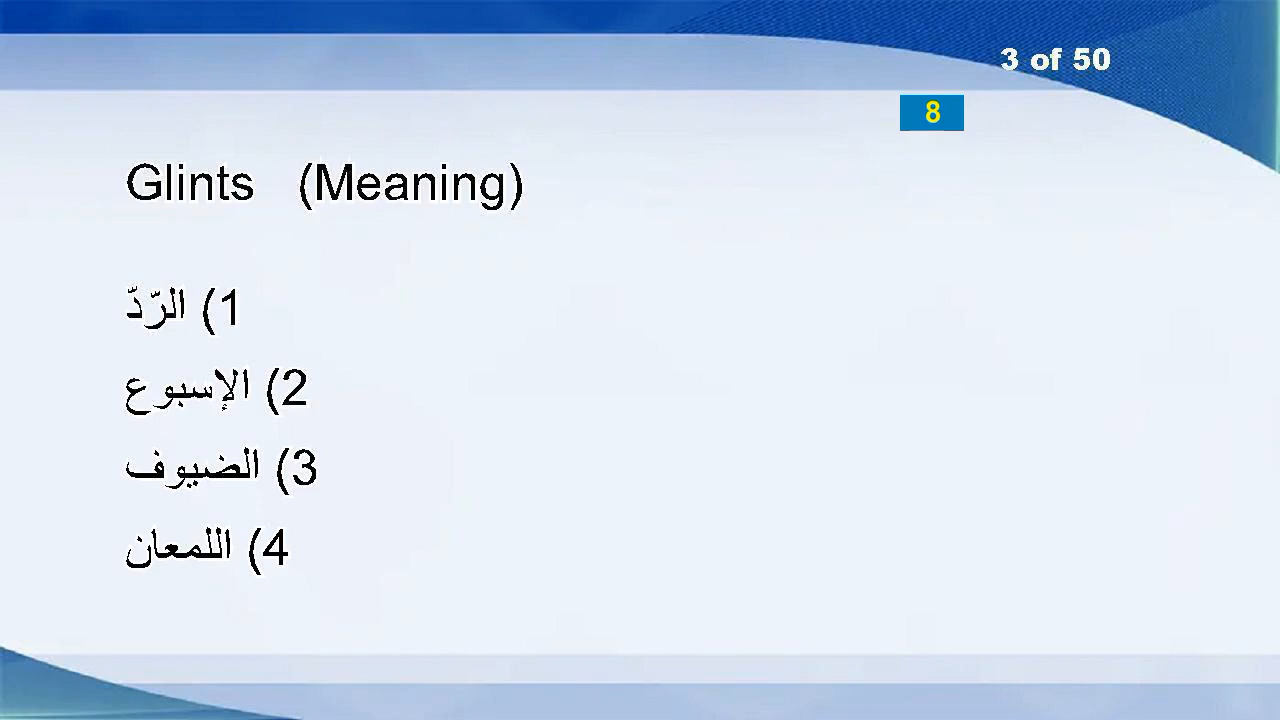 3 of 50
8
Glints (Meaning)
1) الرّدّ
2) الإسبوع
3) الضيوف
4) اللمعان